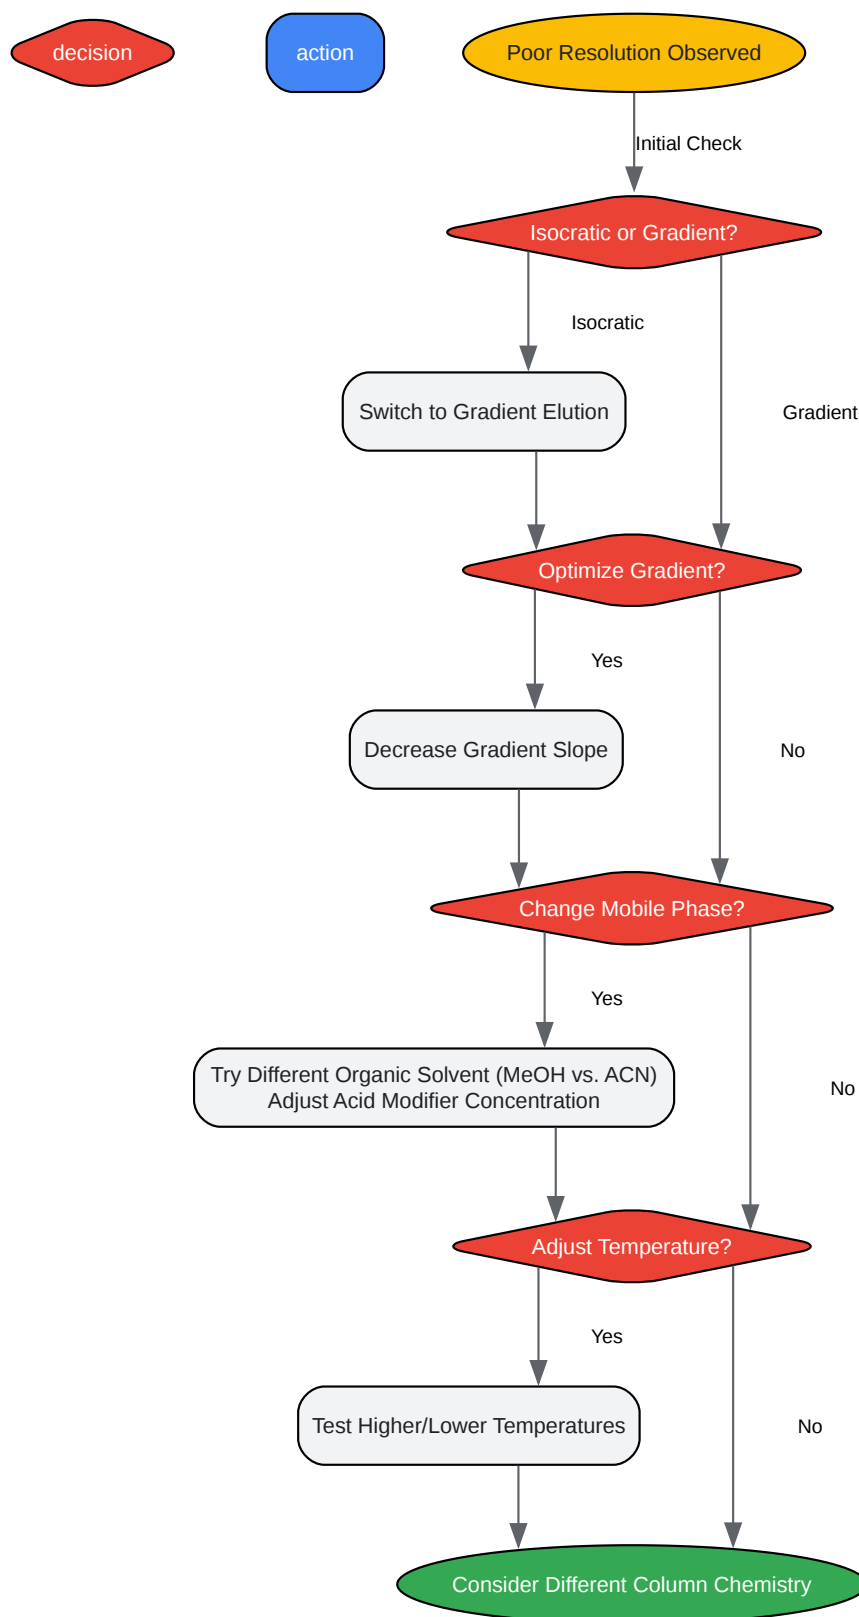 decision
action
Poor Resolution Observed
Initial Check
Isocratic or Gradient?
Isocratic
Switch to Gradient Elution
Gradient
Optimize Gradient?
Yes
Decrease Gradient Slope
No
Change Mobile Phase?
Yes
Try Different Organic Solvent (MeOH vs. ACN)
Adjust Acid Modifier Concentration
No
Adjust Temperature?
Yes
Test Higher/Lower Temperatures
No
Consider Different Column Chemistry